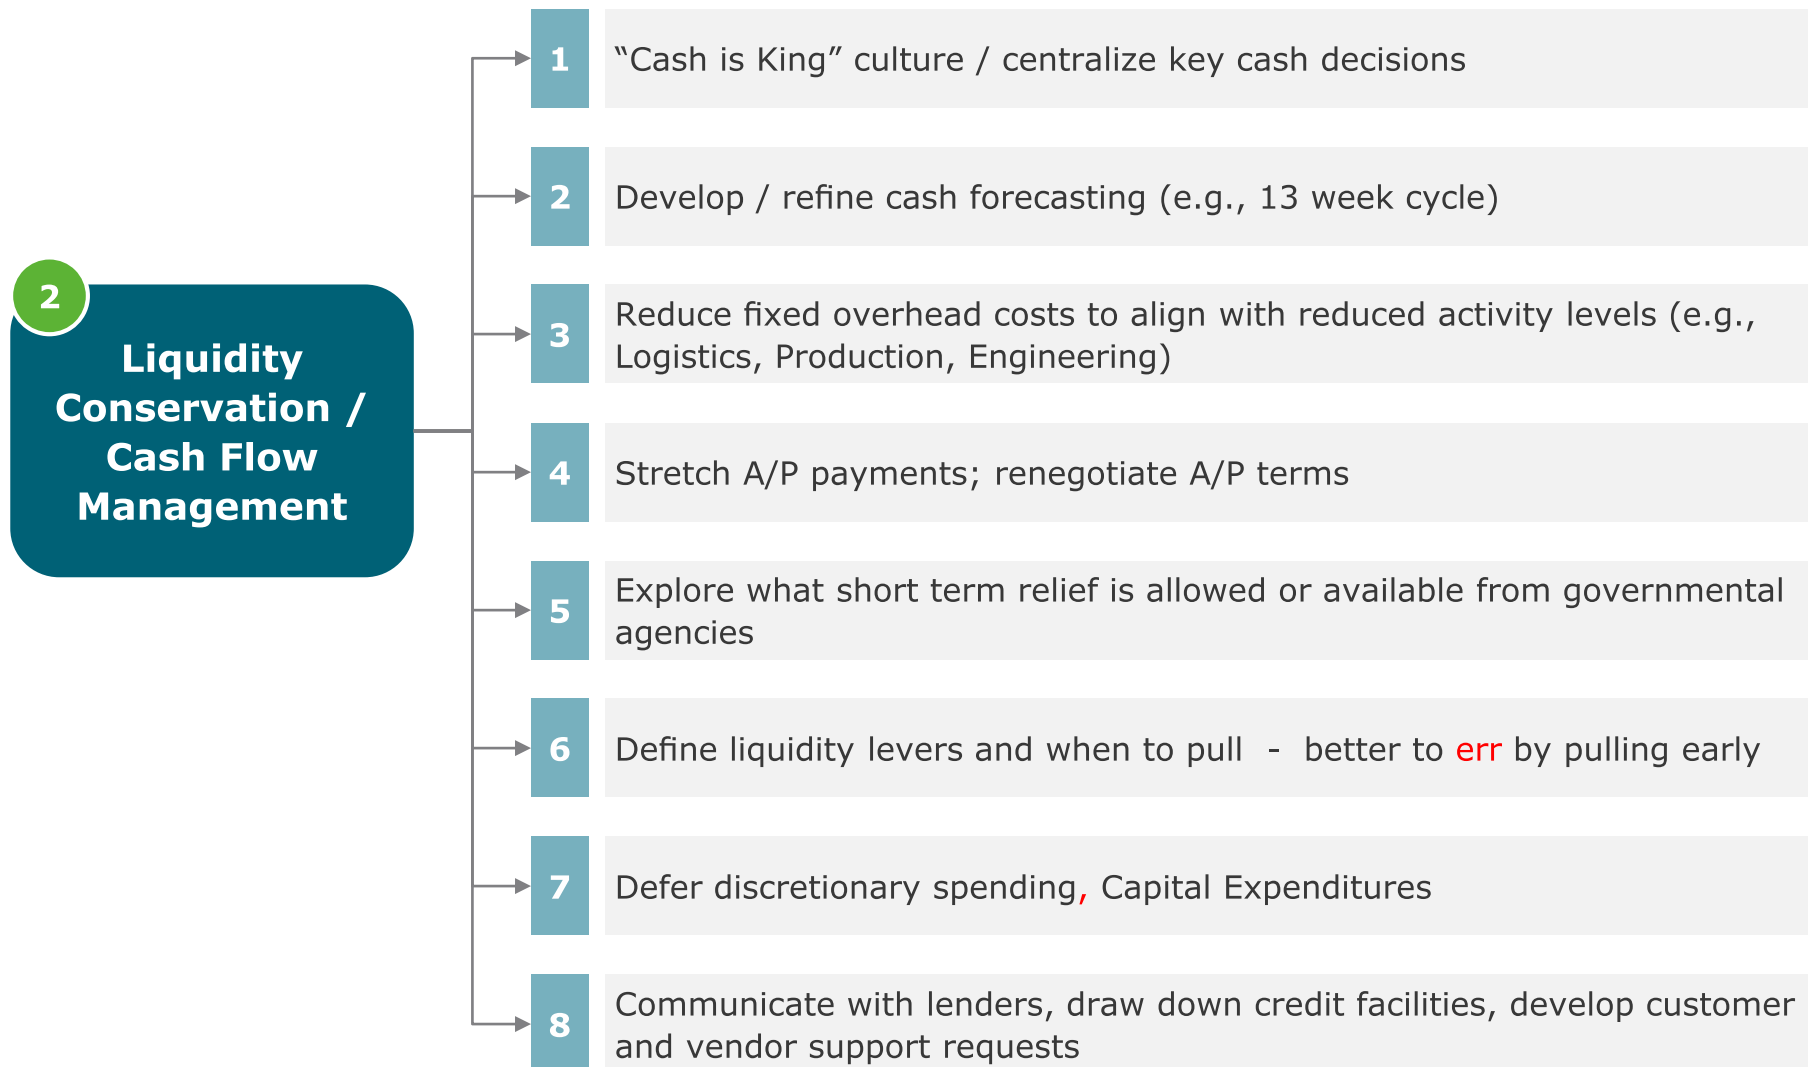 2
Liquidity
Conservation /
Cash Flow
Management
1
“Cash is King” culture / centralize key cash decisions
2
Develop / refine cash forecasting (e.g., 13 week cycle)
3
Reduce fixed overhead costs to align with reduced activity levels (e.g.,
Logistics, Production, Engineering)
4
Stretch A/P payments; renegotiate A/P terms
5
Explore what short term relief is allowed or available from governmental
agencies
6
Define liquidity levers and when to pull  -  better to err by pulling early
7
Defer discretionary spending, Capital Expenditures
8
Communicate with lenders, draw down credit facilities, develop customer
and vendor support requests